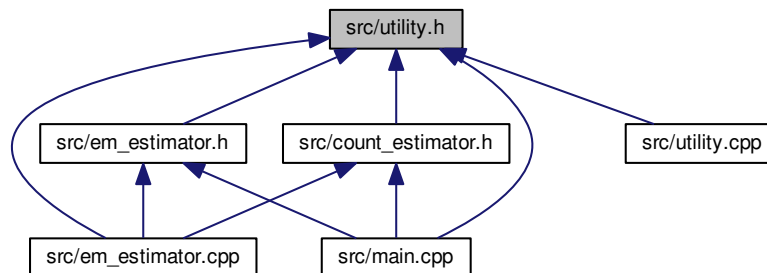 src/utility.h
src/em_estimator.h
src/count_estimator.h
src/utility.cpp
src/em_estimator.cpp
src/main.cpp